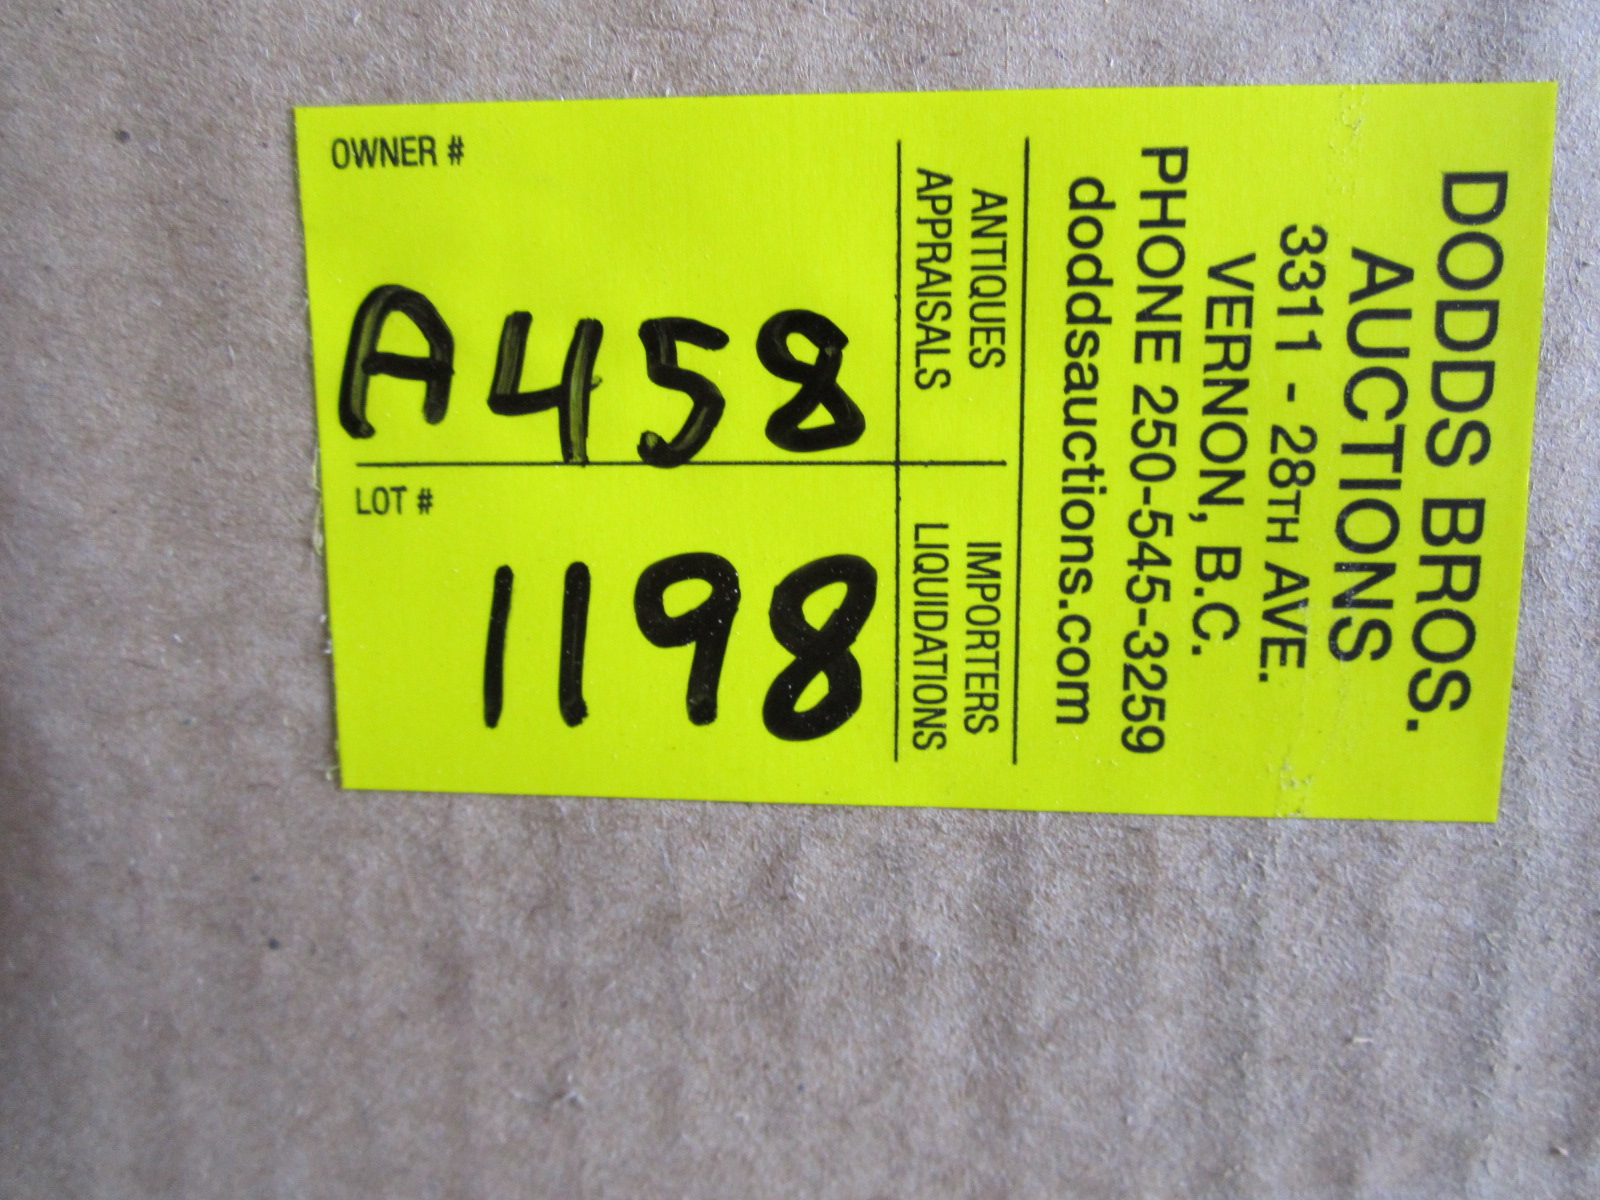 DODDS BROS.
AUCTIONS
3311 - 28TH AVE.
VERNON, B.C.
PHONE 250-545-3259
doddsauctions.com
ANTIQUES
APPRAISALS
IMPORTERS
LIQUIDATIONS
OWNER #
A458
LOT #
1198